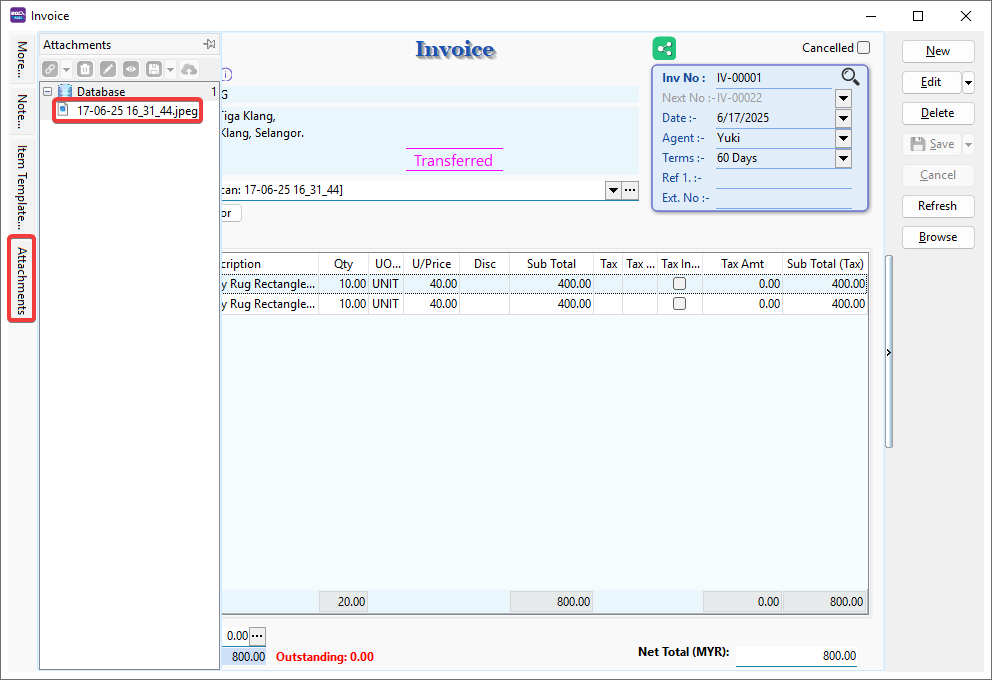 Invoice
More...
Note...
Item Template...
Attachments
Attachments
Database 1
17-06-25 16_31_44.jpeg
Invoice
Cancelled
G
Tiga Klang,
Klang, Selangor.
Transferred
can: 17-06-25 16_31_44]
or
Inv No : IV-00001
Next No :- IV-00022
Date :- 6/17/2025
Agent :- Yuki
Terms :- 60 Days
Ref 1. :-
Ext. No :-
New
Edit
Delete
Save
Cancel
Refresh
Browse
cription Qty UO... U/Price Disc Sub Total Tax Tax ... Tax In... Tax Amt Sub Total (Tax)
y Rug Rectangle... 10.00 UNIT 40.00 400.00 0.00 400.00
y Rug Rectangle... 10.00 UNIT 40.00 400.00 0.00 400.00
20.00 800.00 0.00 800.00
0.00
800.00 Outstanding: 0.00
Net Total (MYR): 800.00